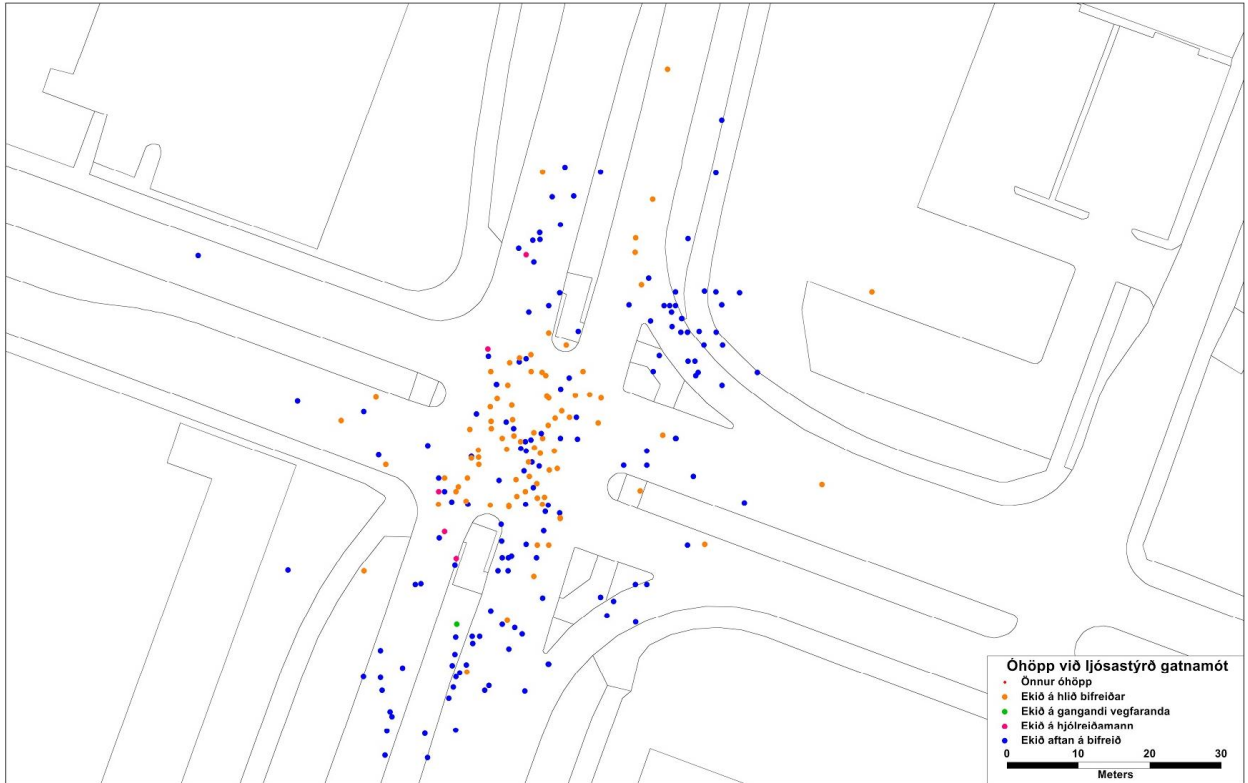 Óhöpp við ljósastýrð gatnamót
Önnur óhöpp
Ekið á hlið bifreiðar
Ekið á gangandi vegfaranda
Ekið á hjólreiðamann
Ekið aftan á bifreið
0 10 20 30
Meters